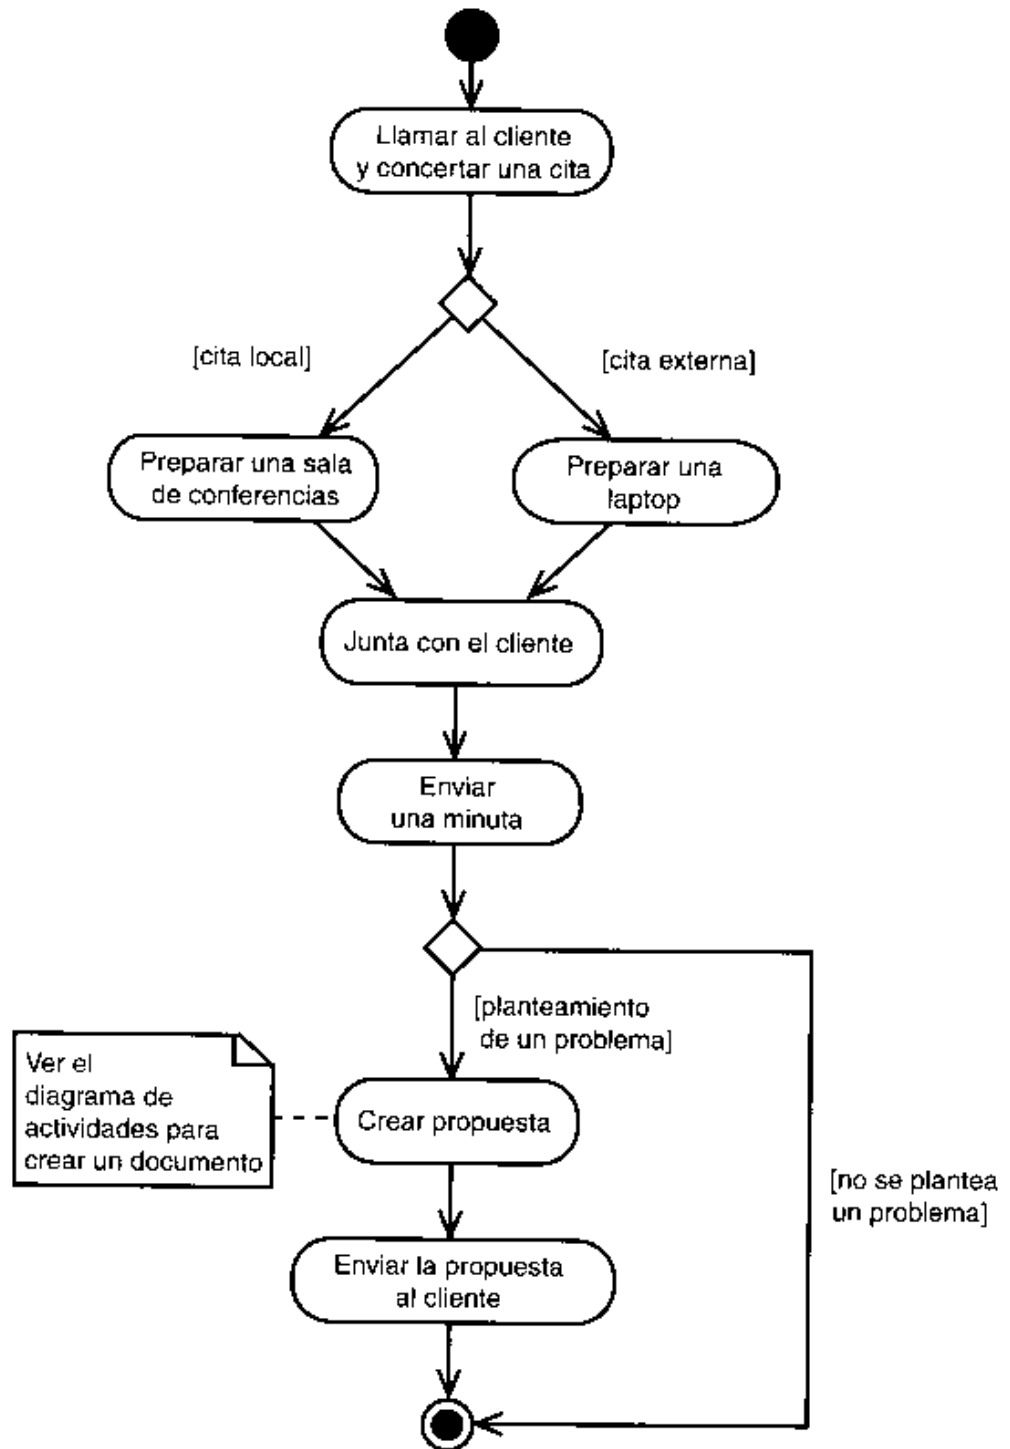 Llamar al cliente
y concertar una cita
[cita local]
[cita externa]
Preparar una sala
de conferencias
Preparar una
laptop
Junta con el cliente
Enviar
una minuta
[planteamiento
de un problema]
Ver el
diagrama de
actividades para
crear un documento
Crear propuesta
[no se plantea
un problema]
Enviar la propuesta
al cliente